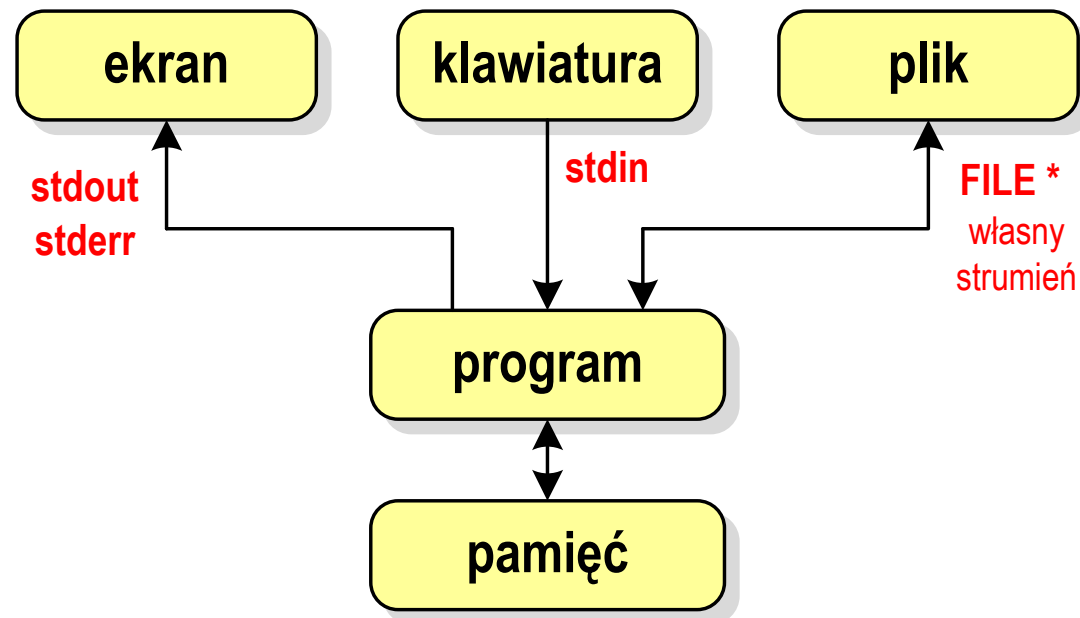 ekran
klawiatura
plik
stdout
stderr
stdin
FILE *
własny
strumień
program
pamięć